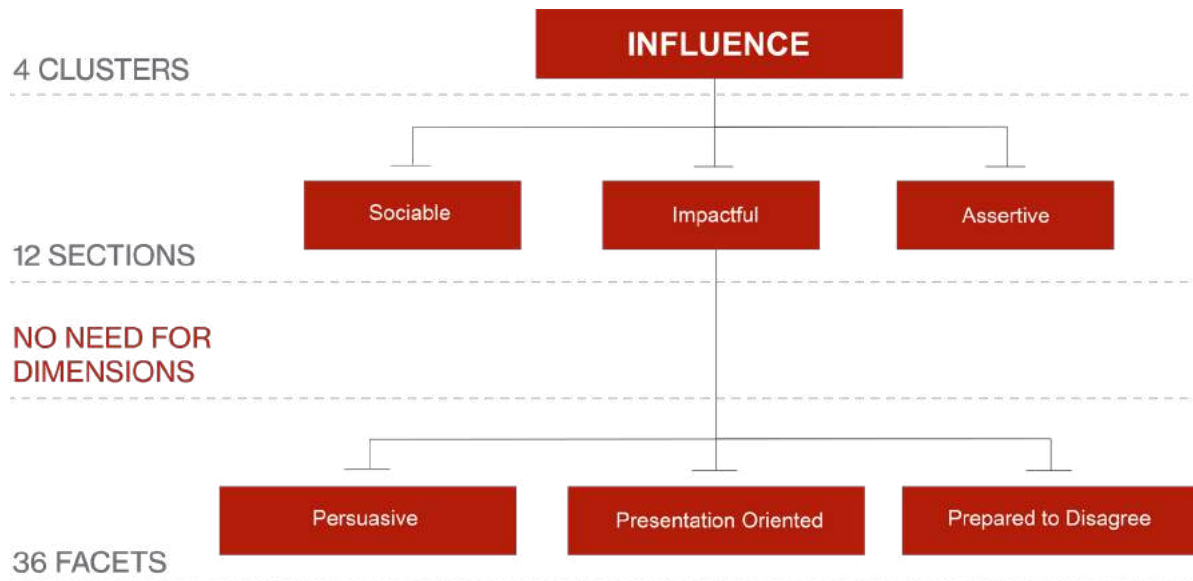 INFLUENCE
4 CLUSTERS
Sociable
Impactful
Assertive
12 SECTIONS
NO NEED FOR
DIMENSIONS
Persuasive
Presentation Oriented
Prepared to Disagree
36 FACETS